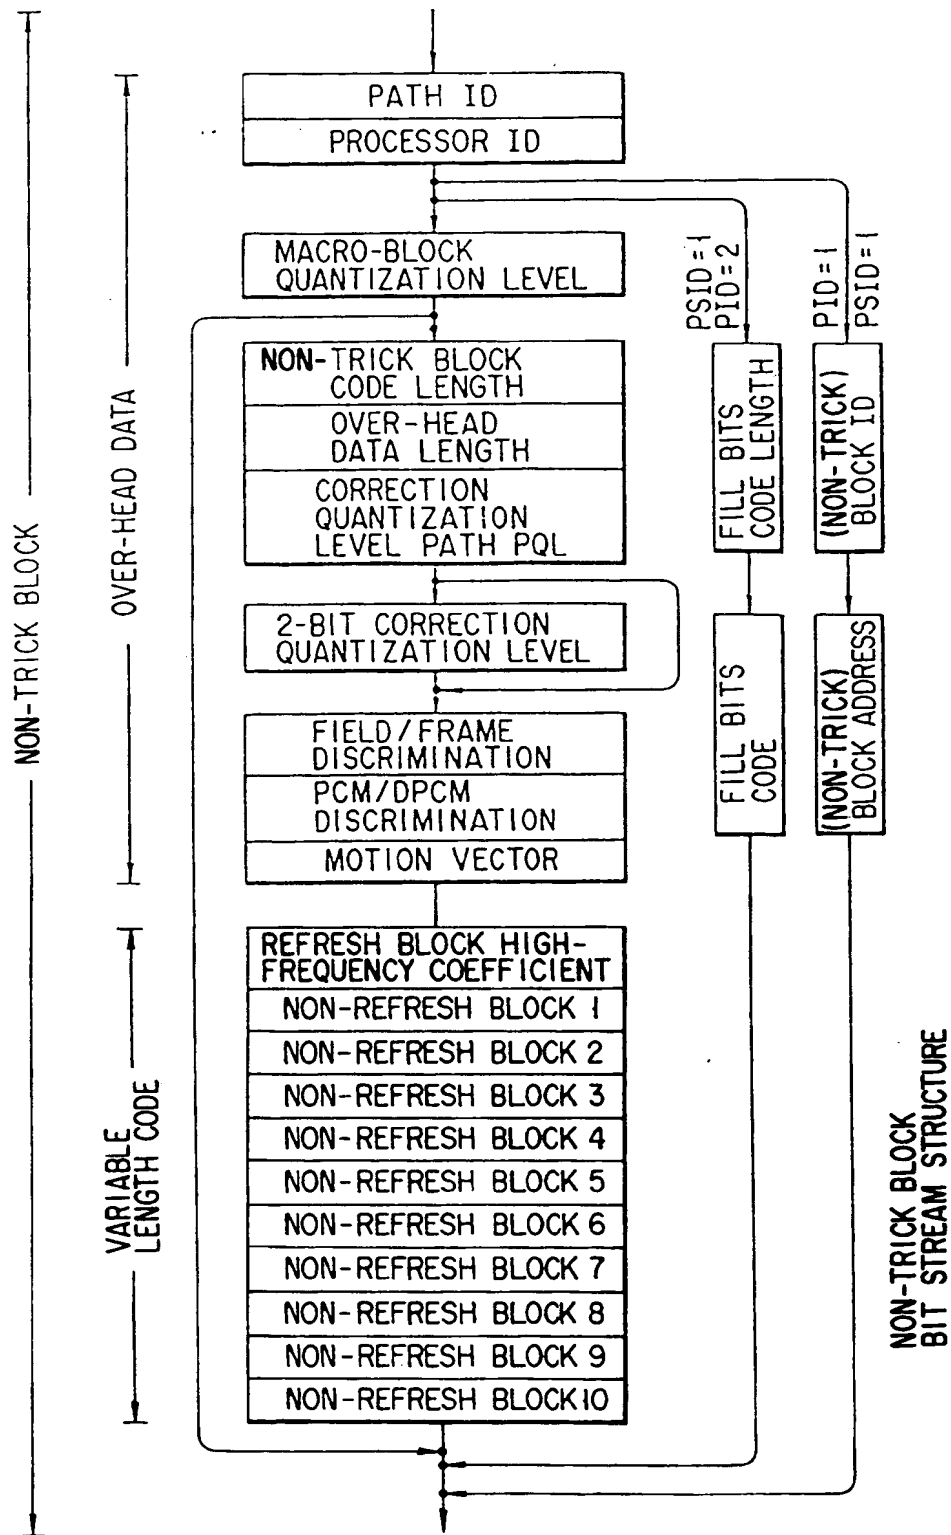 NON-TRICK BLOCK
OVER-HEAD DATA
VARIABLE
LENGTH CODE
PATH ID
PROCESSOR ID
MACRO-BLOCK
QUANTIZATION LEVEL
NON-TRICK BLOCK
CODE LENGTH
OVER-HEAD
DATA LENGTH
CORRECTION
QUANTIZATION
LEVEL PATH PQL
2-BIT CORRECTION
QUANTIZATION LEVEL
FIELD/FRAME
DISCRIMINATION
PCM/DPCM
DISCRIMINATION
MOTION VECTOR
REFRESH BLOCK HIGH-
FREQUENCY COEFFICIENT
NON-REFRESH BLOCK 1
NON-REFRESH BLOCK 2
NON-REFRESH BLOCK 3
NON-REFRESH BLOCK 4
NON-REFRESH BLOCK 5
NON-REFRESH BLOCK 6
NON-REFRESH BLOCK 7
NON-REFRESH BLOCK 8
NON-REFRESH BLOCK 9
NON-REFRESH BLOCK 10
PSID=1
PID=2
FILL BITS
CODE LENGTH
FILL BITS
CODE
PID=1
PSID=1
(NON-TRICK)
BLOCK ID
(NON-TRICK)
BLOCK ADDRESS
NON-TRICK BLOCK
BIT STREAM STRUCTURE